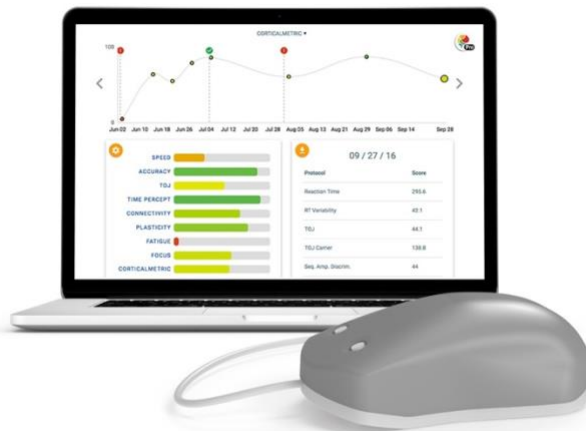 CORTICALMETRIC
Pro
100
0
Jun 02 Jun 10 Jun 18 Jun 26 Jul 04 Jul 12 Jul 20 Jul 28 Aug 05 Aug 13 Aug 21 Aug 29 Sep 06 Sep 14 Sep 28
SPEED
ACCURACY
TOJ
TIME PERCEPT
CONNECTIVITY
PLASTICITY
FATIGUE
FOCUS
CORTICALMETRIC
09 / 27 / 16
Protocol Score
Reaction Time 293.6
RT Variability 43.1
TOJ 44.1
TOJ Carrier 130.8
Seq. Amp. Discrim. 44